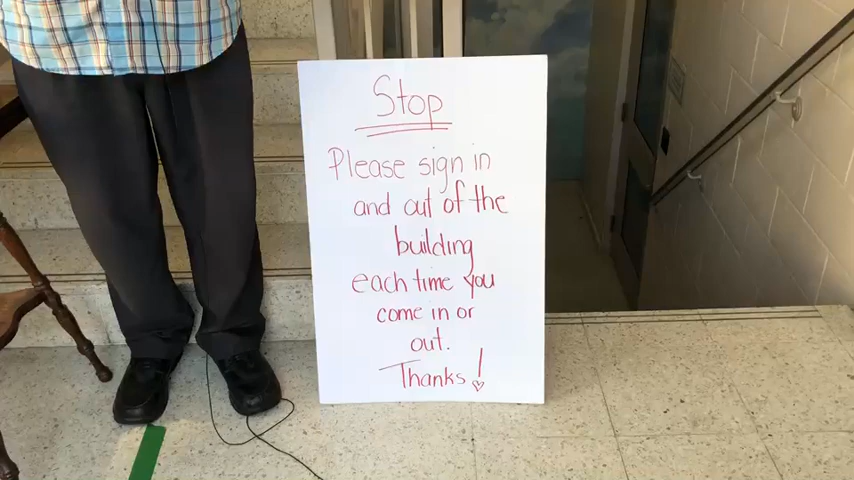 Stop
Please sign in
and out of the
building
each time you
come in or
out.
Thanks!